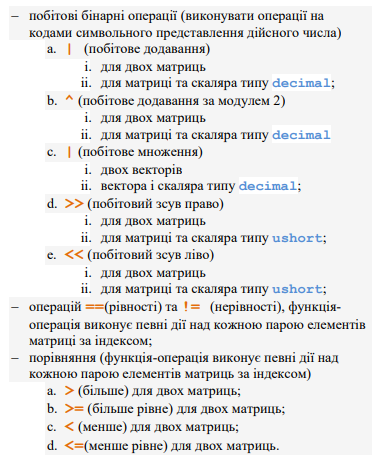 – побітові бінарні операції (виконувати операції на
кодами символьного представлення дійсного числа)
a. | (побітове додавання)
i. для двох матриць
ii. для матриці та скаляра типу decimal;
b. ^ (побітове додавання за модулем 2)
i. для двох матриць
ii. для матриці та скаляра типу decimal
c. | (побітове множення)
i. двох векторів
ii. вектора і скаляра типу decimal;
d. >> (побітовий зсув право)
i. для двох матриць
ii. для матриці та скаляра типу ushort;
e. << (побітовий зсув ліво)
i. для двох матриць
ii. для матриці та скаляра типу ushort;
– операцій ==(рівності) та != (нерівності), функція-
операція виконує певні дії над кожною парою елементів
матриці за індексом;
– порівняння (функція-операція виконує певні дії над
кожною парою елементів матриць за індексом)
a. > (більше) для двох матриць;
b. >= (більше рівне) для двох матриць;
c. < (менше) для двох матриць;
d. <=(менше рівне) для двох матриць.